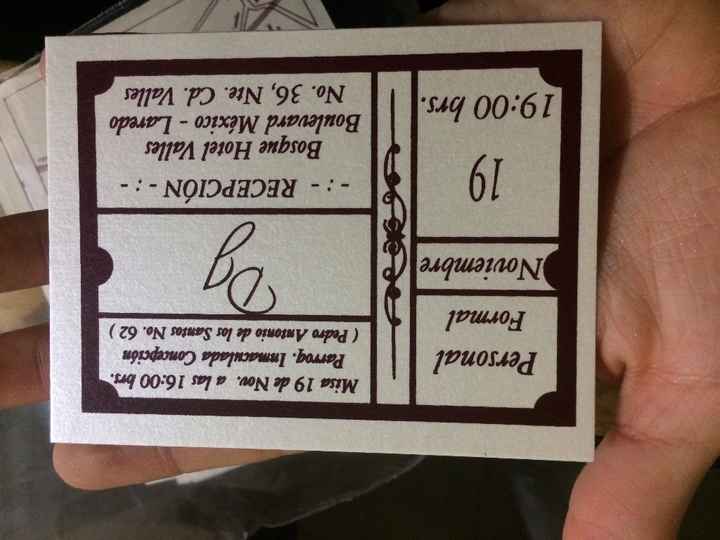 Personal
Formal
Noviembre
19
19:00 hrs.
Misa 19 de Nov. a las 16:00 hrs.
Parroq. Inmaculada Concepción
( Pedro Antonio de los Santos No. 62 )
Dg
- : - RECEPCIÓN - : -
Bosque Hotel Valles
Boulevard México - Laredo
No. 36, Nte. Cd. Valles